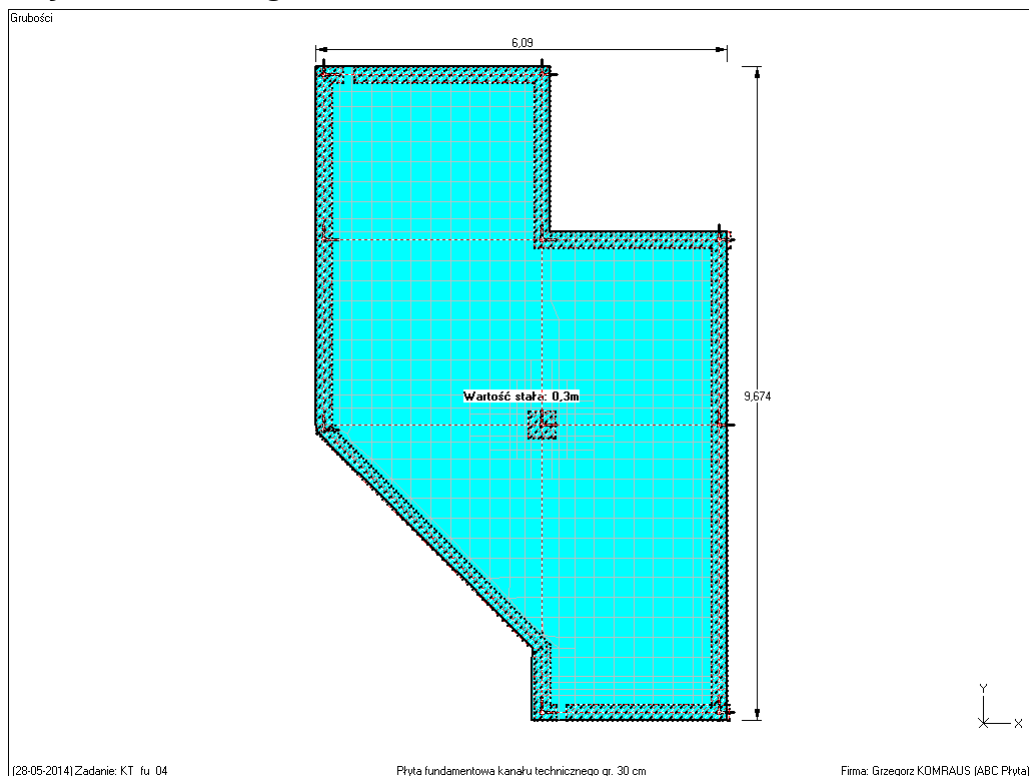 Grubości
6,09
Wartość stała: 0,3m
9,674
Y
X
(28-05-2014) Zadanie: KT_fu_04
Płyta fundamentowa kanału technicznego gr. 30 cm
Firma: Grzegorz KOMRAUS (ABC Płyta)